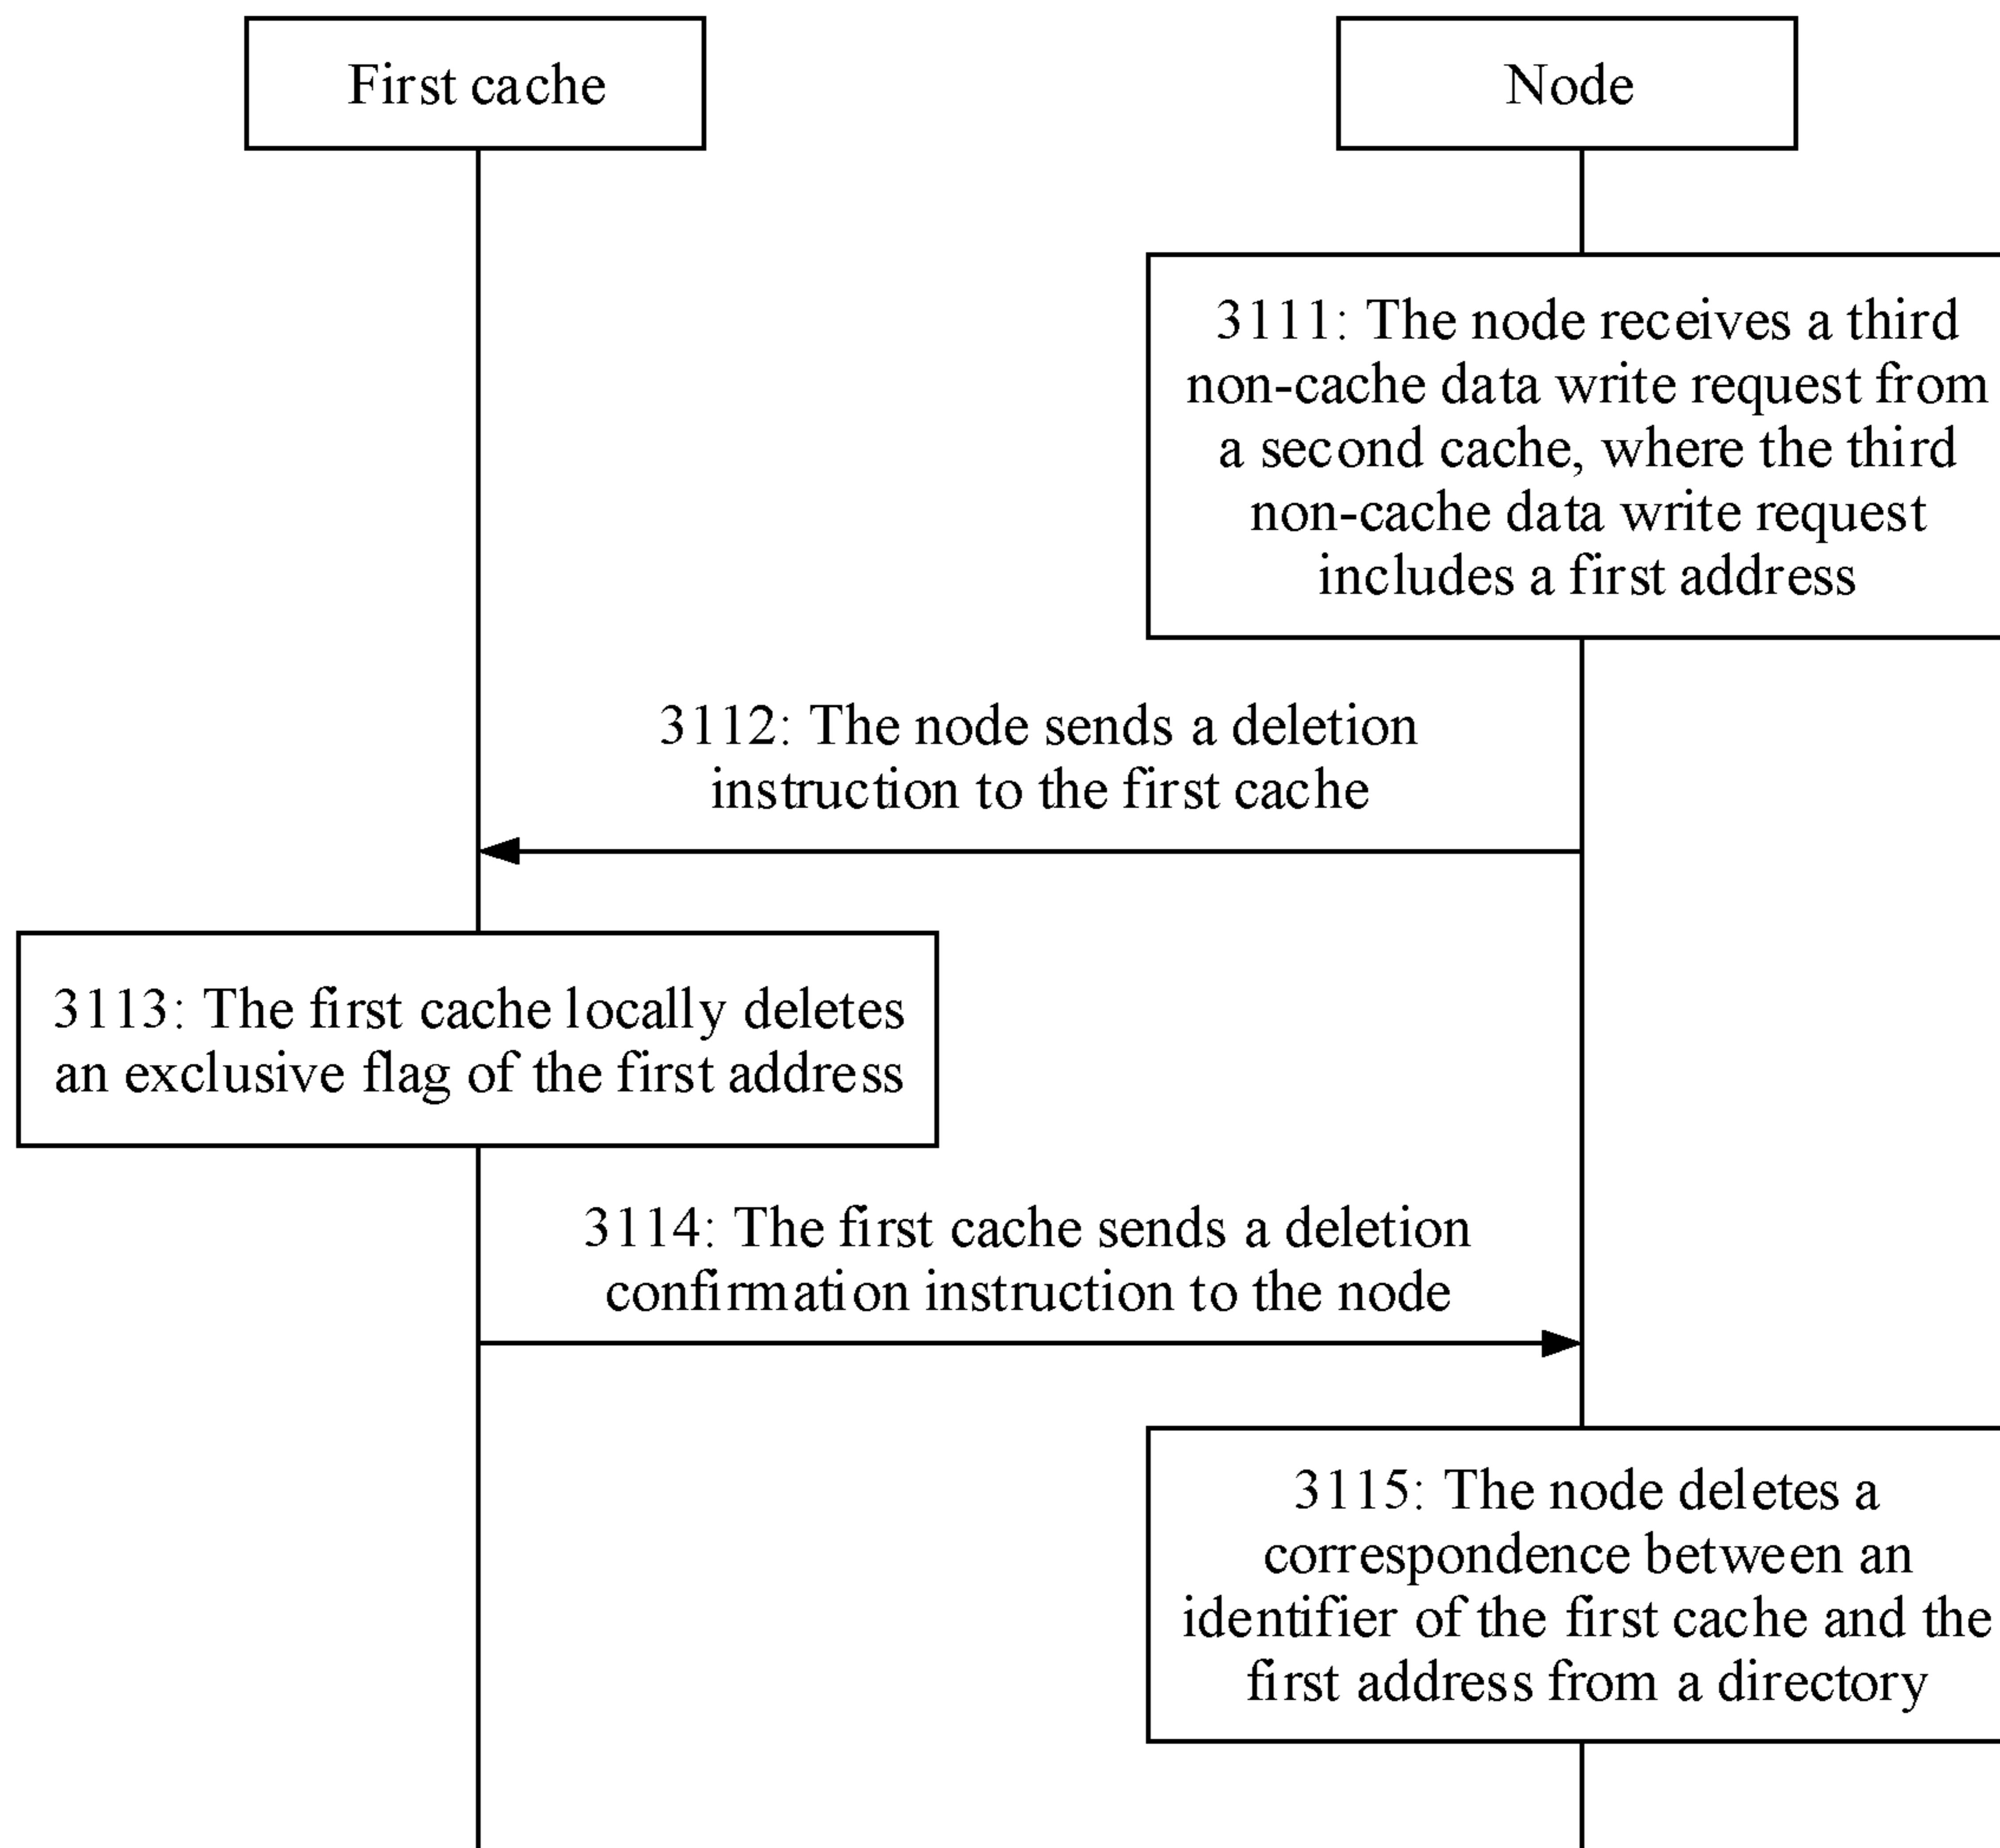 First cache
Node
3111: The node receives a third
non-cache data write request from
a second cache, where the third
non-cache data write request
includes a first address
3112: The node sends a deletion
instruction to the first cache
3113: The first cache locally deletes
an exclusive flag of the first address
3114: The first cache sends a deletion
confirmation instruction to the node
3115: The node deletes a
correspondence between an
identifier of the first cache and the
first address from a directory